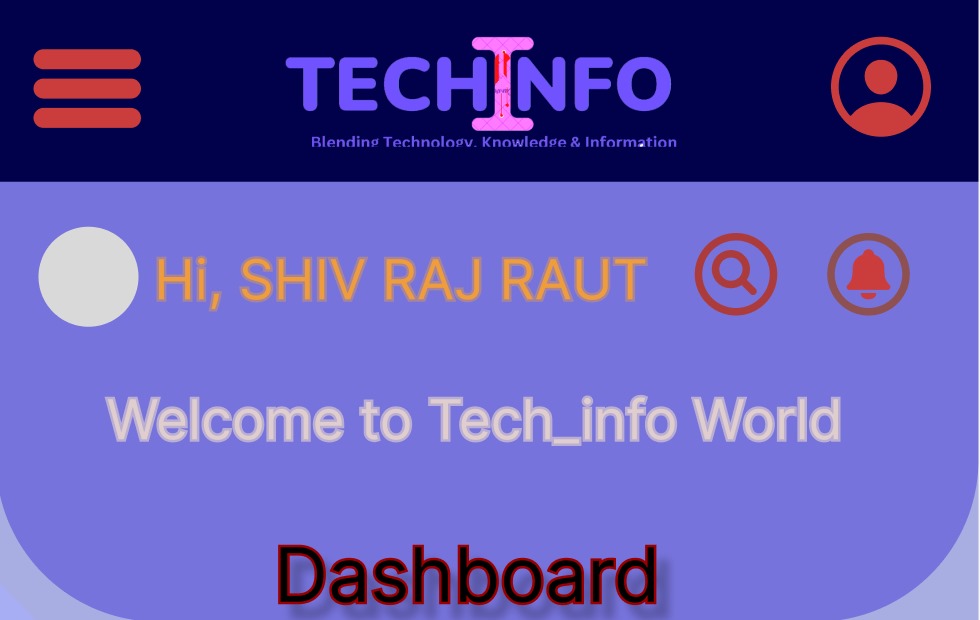 TECHINFO
Blending Technology, Knowledge & Information
Hi, SHIV RAJ RAUT
Welcome to Tech_info World
Dashboard